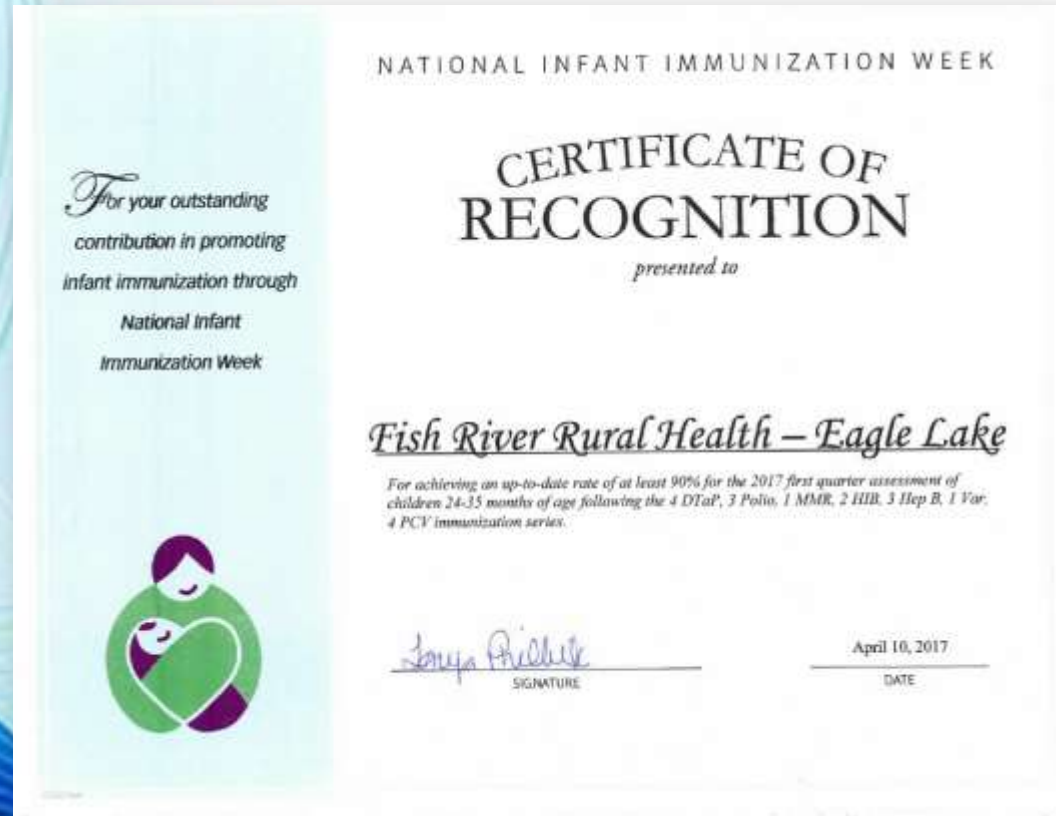 NATIONAL INFANT IMMUNIZATION WEEK
CERTIFICATE OF
RECOGNITION
presented to
For your outstanding
contribution in promoting
infant immunization through
National Infant
Immunization Week
Fish River Rural Health – Eagle Lake
For achieving an up-to-date rate of at least 90% for the 2017 first quarter assessment of
children 24-35 months of age following the 4 DTaP, 3 Polio, 1 MMR, 2 HIB, 3 Hep B, 1 Var,
4 PCV immunization series.
Tonya Philbrick
SIGNATURE
April 10, 2017
DATE